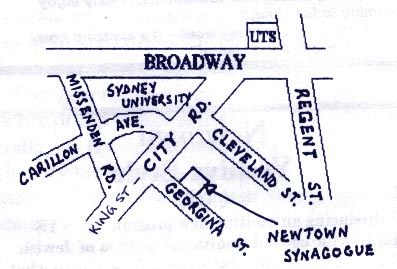 UTS
BROADWAY
SYDNEY
UNIVERSITY
MISSENDEN RD.
CARILLON AVE.
CITY RD.
KING ST
CLEVELAND ST.
REGENT ST.
GEORGINA ST.
NEWTOWN
SYNAGOGUE